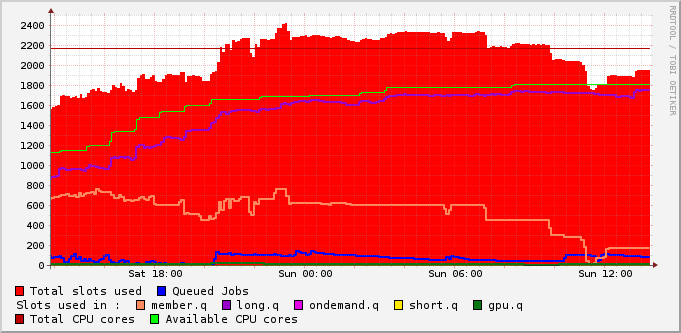 2400
2200
2000
1800
1600
1400
1200
1000
800
600
400
200
0
Sat 18:00 Sun 00:00 Sun 06:00 Sun 12:00
RRDTOOL / TOBI OETIKER
Total slots used Queued Jobs
Slots used in : member.q long.q ondemand.q short.q gpu.q
Total CPU cores Available CPU cores